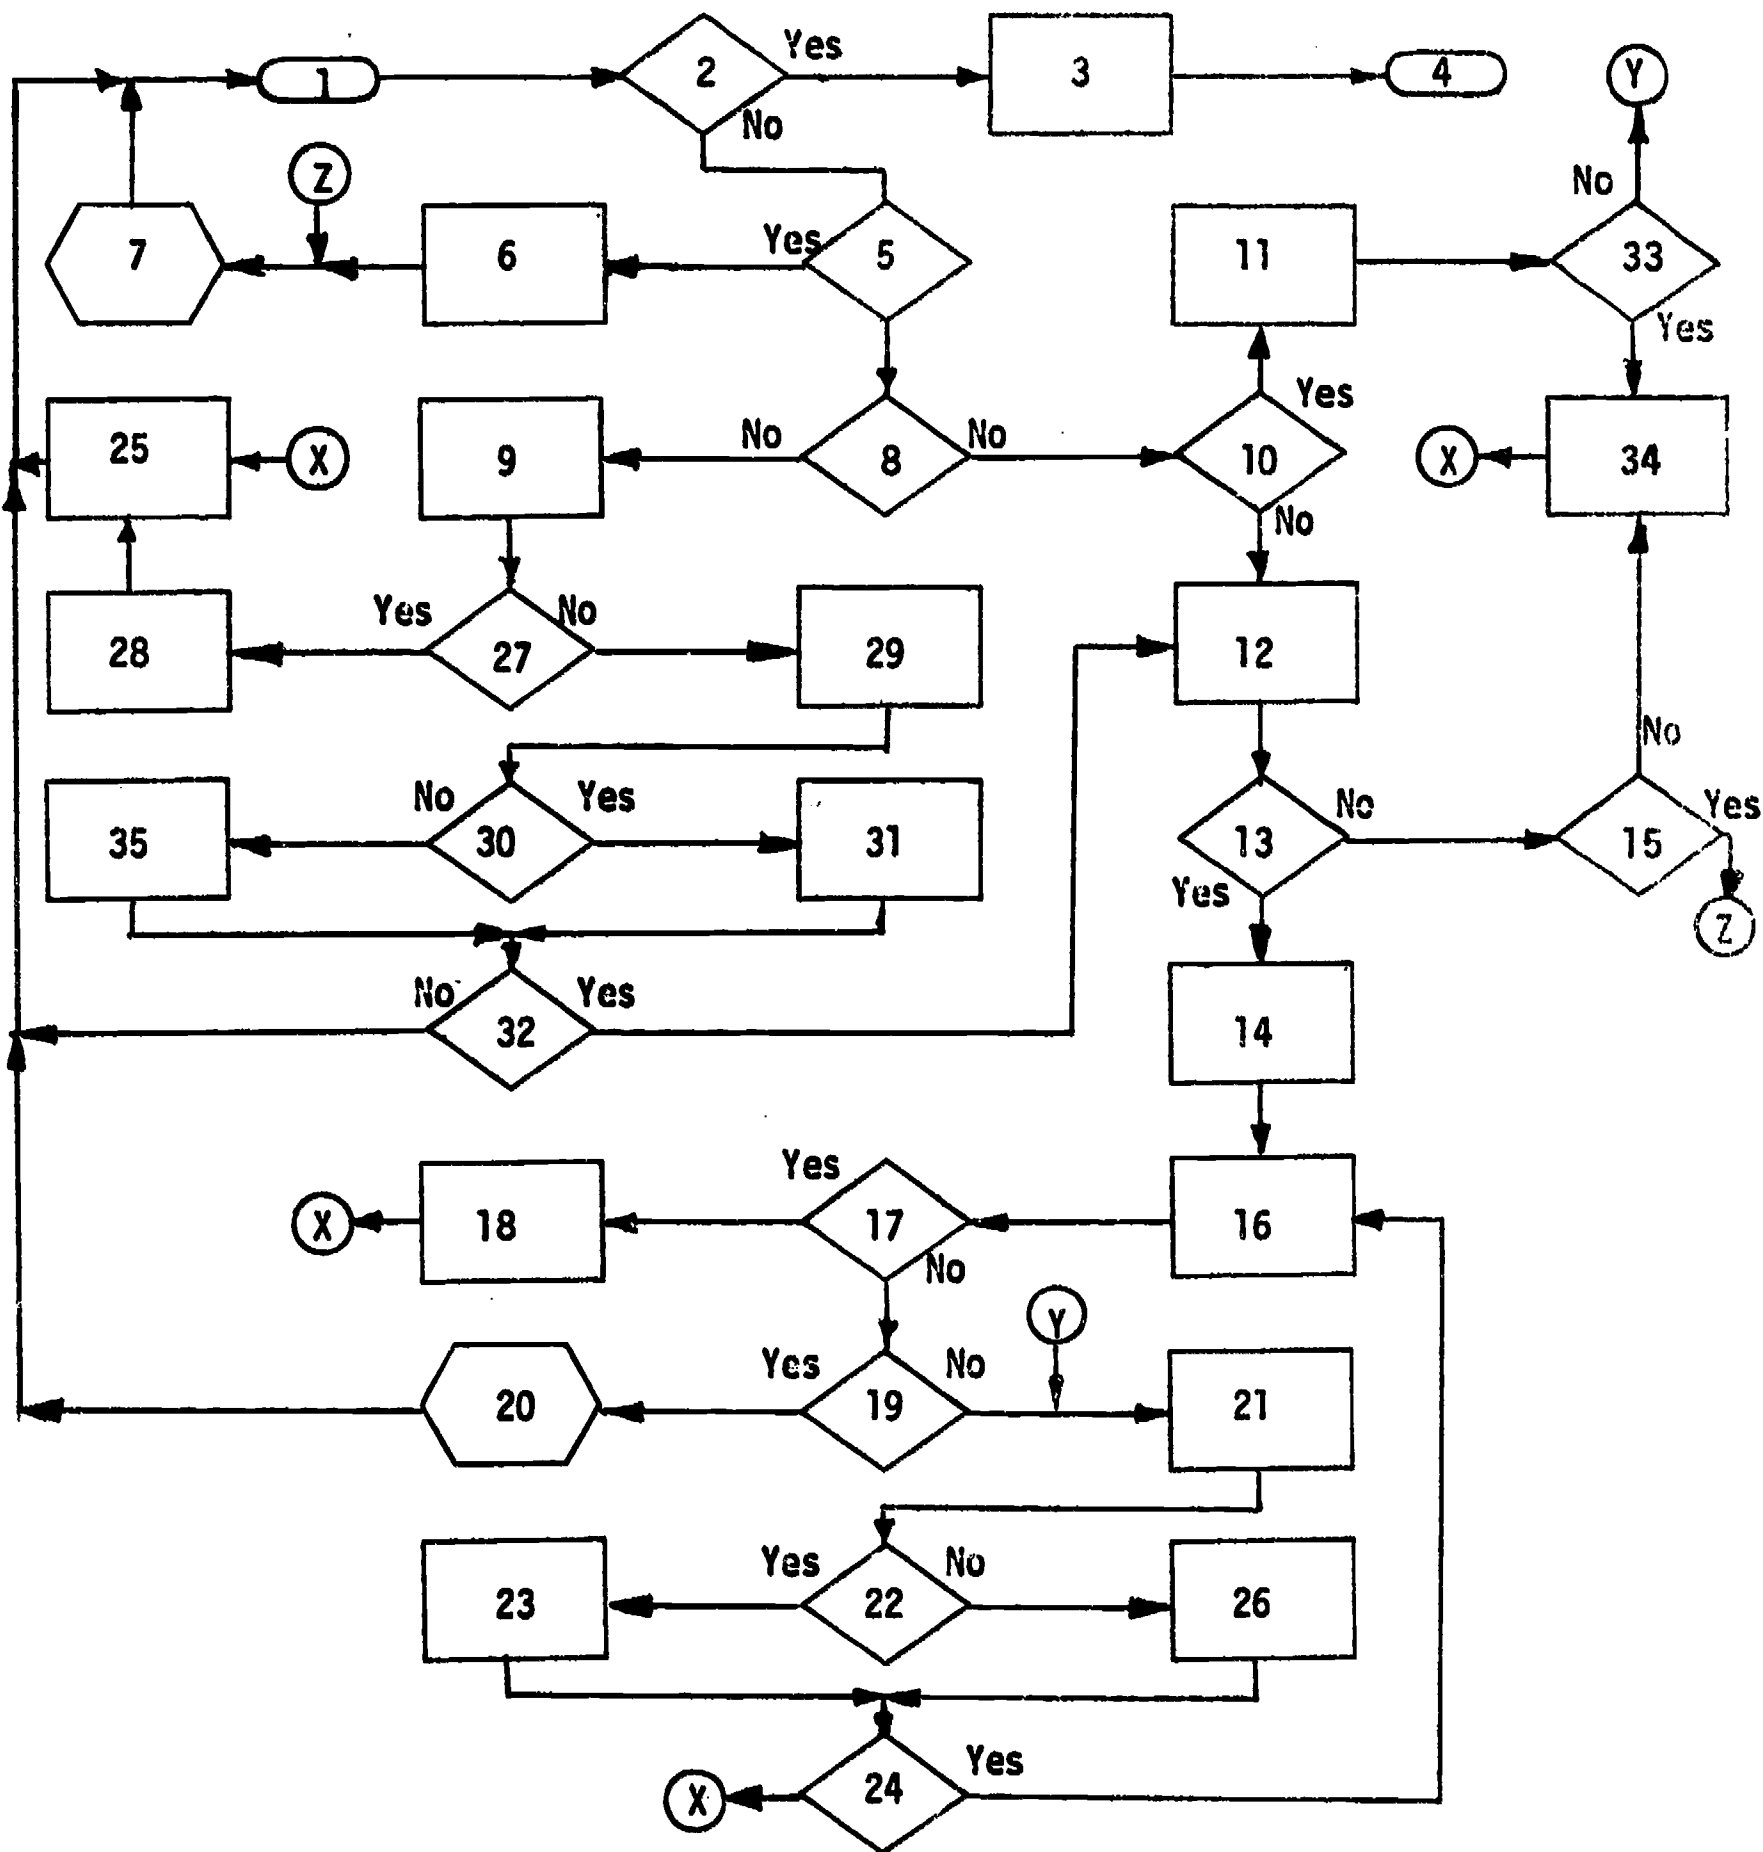 1 2 Yes 3 4 Y
No
Z No
7 6 Yes 5 11 33
Yes
Yes
25 X 9 No 8 No 10 X 34
No
Yes No
28 27 29 12
No
No Yes No Yes
35 30 31 13 15
Yes
Z
No Yes
32 14
Yes
X 18 17 16
No
Y
Yes No
20 19 21
Yes No
23 22 26
Yes
X 24